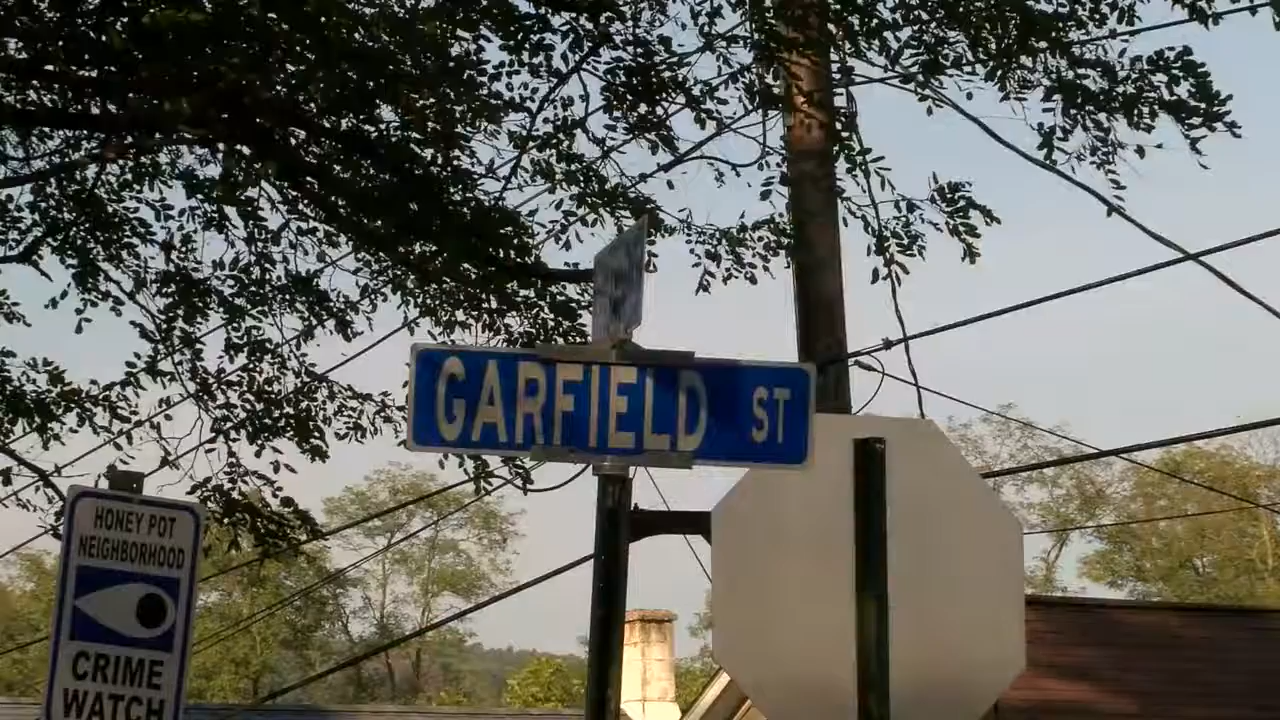 GARFIELD ST
HONEY POT
NEIGHBORHOOD
CRIME
WATCH